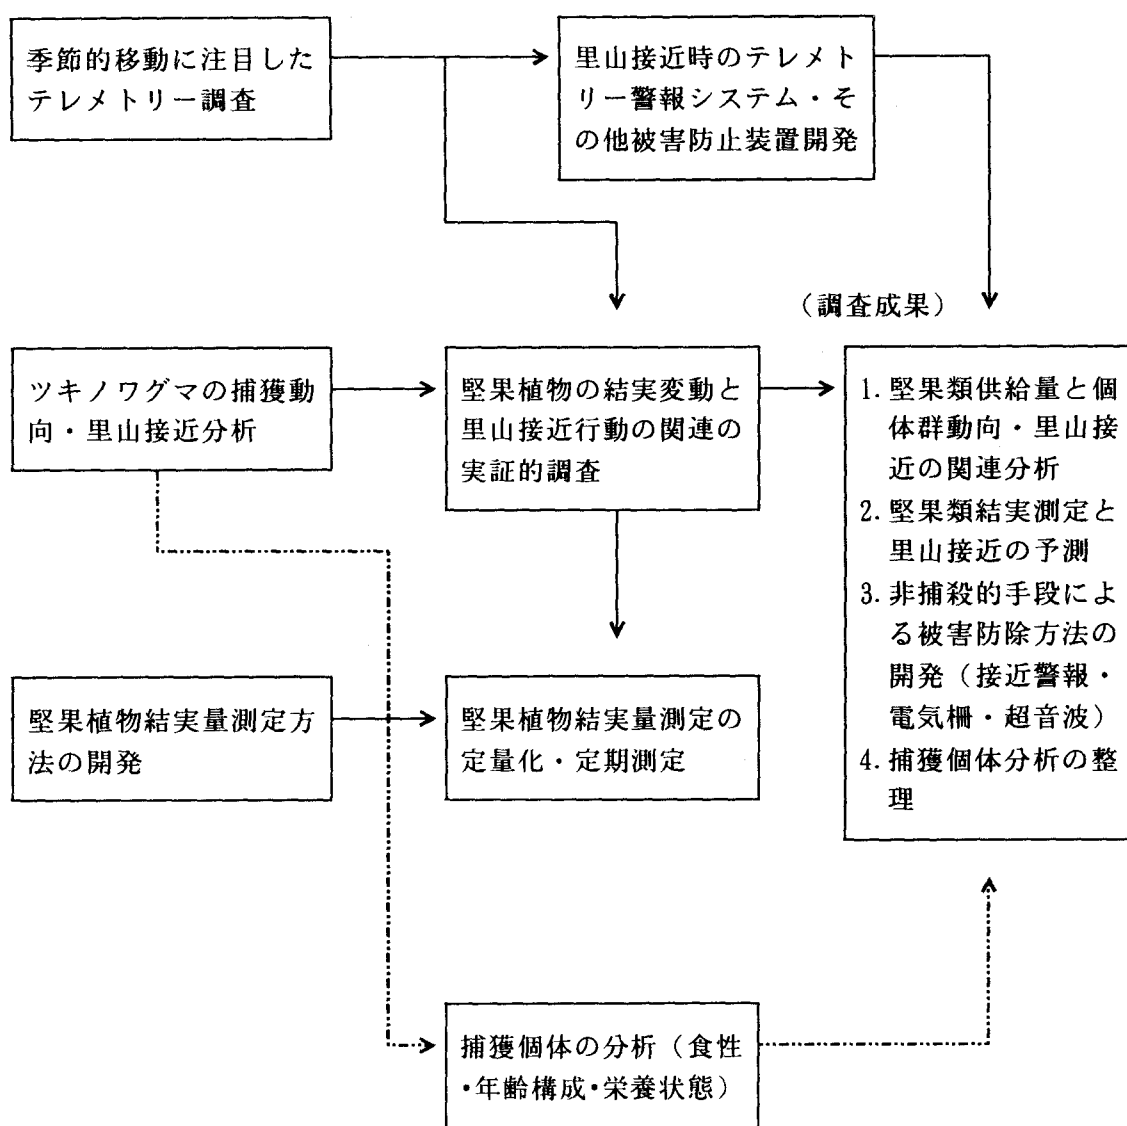 季節的移動に注目した
テレメトリー調査
里山接近時のテレメト
リー警報システム・そ
の他被害防止装置開発
(調査成果)
ツキノワグマの捕獲動
向・里山接近分析
堅果植物の結実変動と
里山接近行動の関連の
実証的調査
1. 堅果類供給量と個
体群動向・里山接
近の関連分析
2. 堅果類結実測定と
里山接近の予測
3. 非捕殺的手段によ
る被害防除方法の
開発(接近警報・
電気柵・超音波)
4. 捕獲個体分析の整
理
堅果植物結実量測定方
法の開発
堅果植物結実量測定の
定量化・定期測定
捕獲個体の分析(食性
・年齢構成・栄養状態)